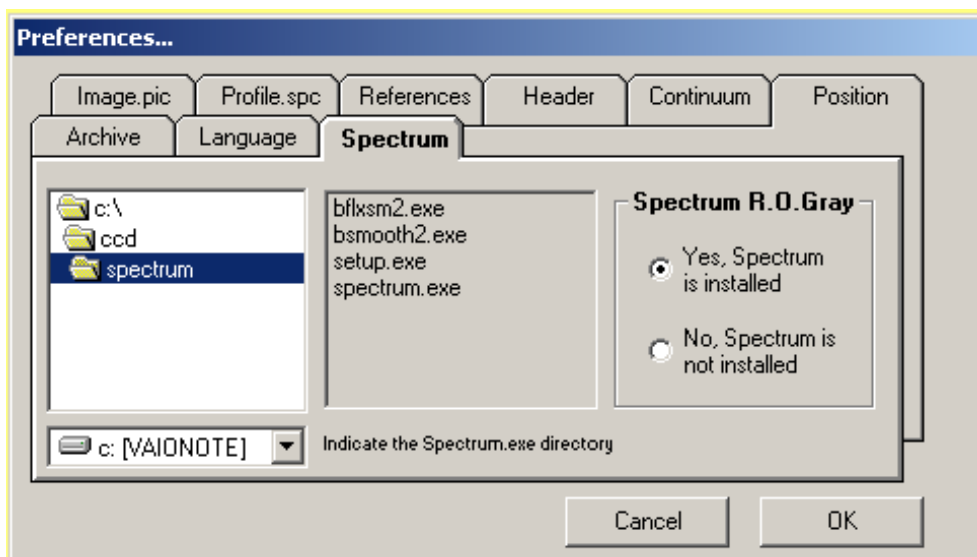 Preferences...
Image.pic Profile.spc References Header Continuum Position
Archive Language Spectrum
c:\
ccd
spectrum
bflxsm2.exe
bsmooth2.exe
setup.exe
spectrum.exe
Spectrum R.O.Gray
Yes, Spectrum
is installed
No, Spectrum is
not installed
c: [VAIONOTE]
Indicate the Spectrum.exe directory
Cancel OK